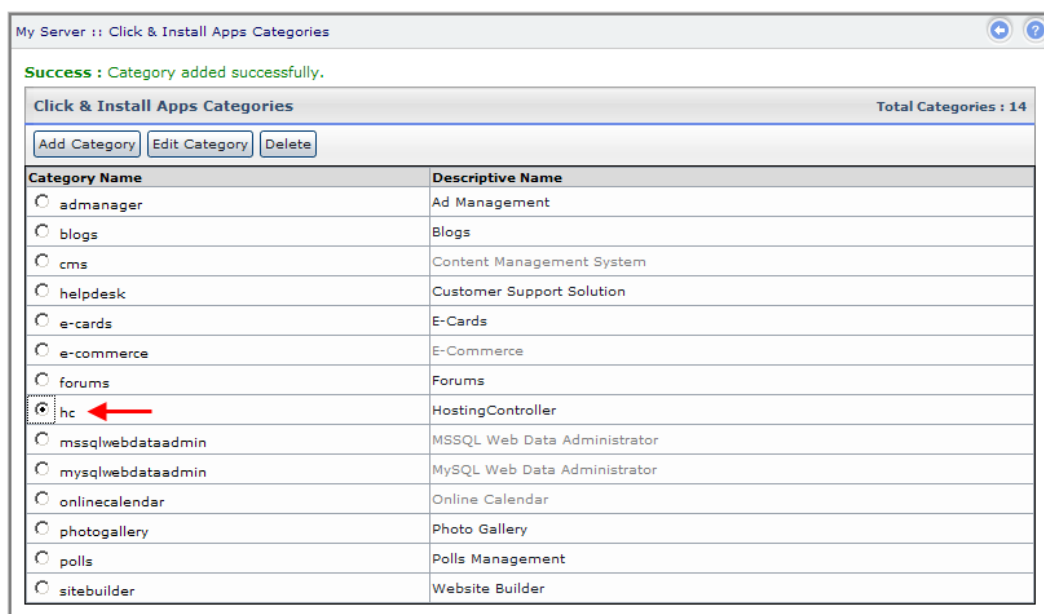 My Server :: Click & Install Apps Categories
?
Success : Category added successfully.
Click & Install Apps Categories Total Categories : 14
Add Category Edit Category Delete
Category Name Descriptive Name
admanager Ad Management
blogs Blogs
cms Content Management System
helpdesk Customer Support Solution
e-cards E-Cards
e-commerce E-Commerce
forums Forums
hc HostingController
mssqlwebdataadmin MSSQL Web Data Administrator
mysqlwebdataadmin MySQL Web Data Administrator
onlinecalendar Online Calendar
photogallery Photo Gallery
polls Polls Management
sitebuilder Website Builder